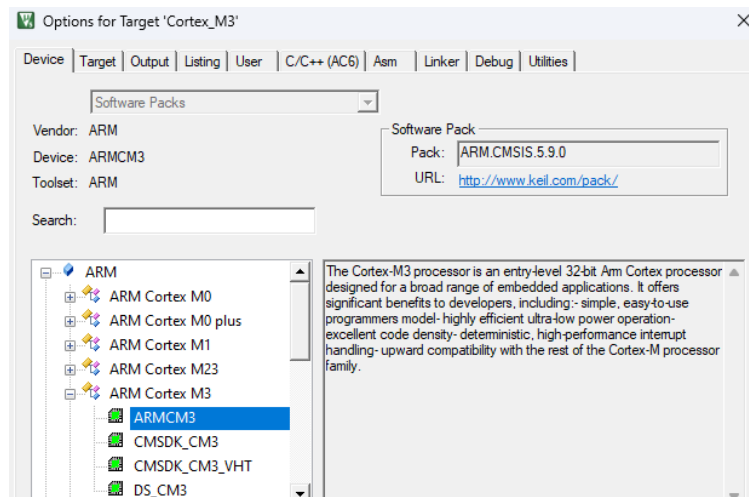 Options for Target 'Cortex_M3'
Device Target Output Listing User C/C++ (AC6) Asm Linker Debug Utilities
Software Packs
Vendor: ARM
Device: ARMCM3
Toolset: ARM
Search:
Software Pack
Pack: ARM.CMSIS.5.9.0
URL: http://www.keil.com/pack/
ARM
ARM Cortex M0
ARM Cortex M0 plus
ARM Cortex M1
ARM Cortex M23
ARM Cortex M3
ARMCM3
CMSDK_CM3
CMSDK_CM3_VHT
DS_CM3
The Cortex-M3 processor is an entry-level 32-bit Arm Cortex processor
designed for a broad range of embedded applications. It offers
significant benefits to developers, including:- simple, easy-to-use
programmers model- highly efficient ultra-low power operation-
excellent code density- deterministic, high-performance interrupt
handling- upward compatibility with the rest of the Cortex-M processor
family.